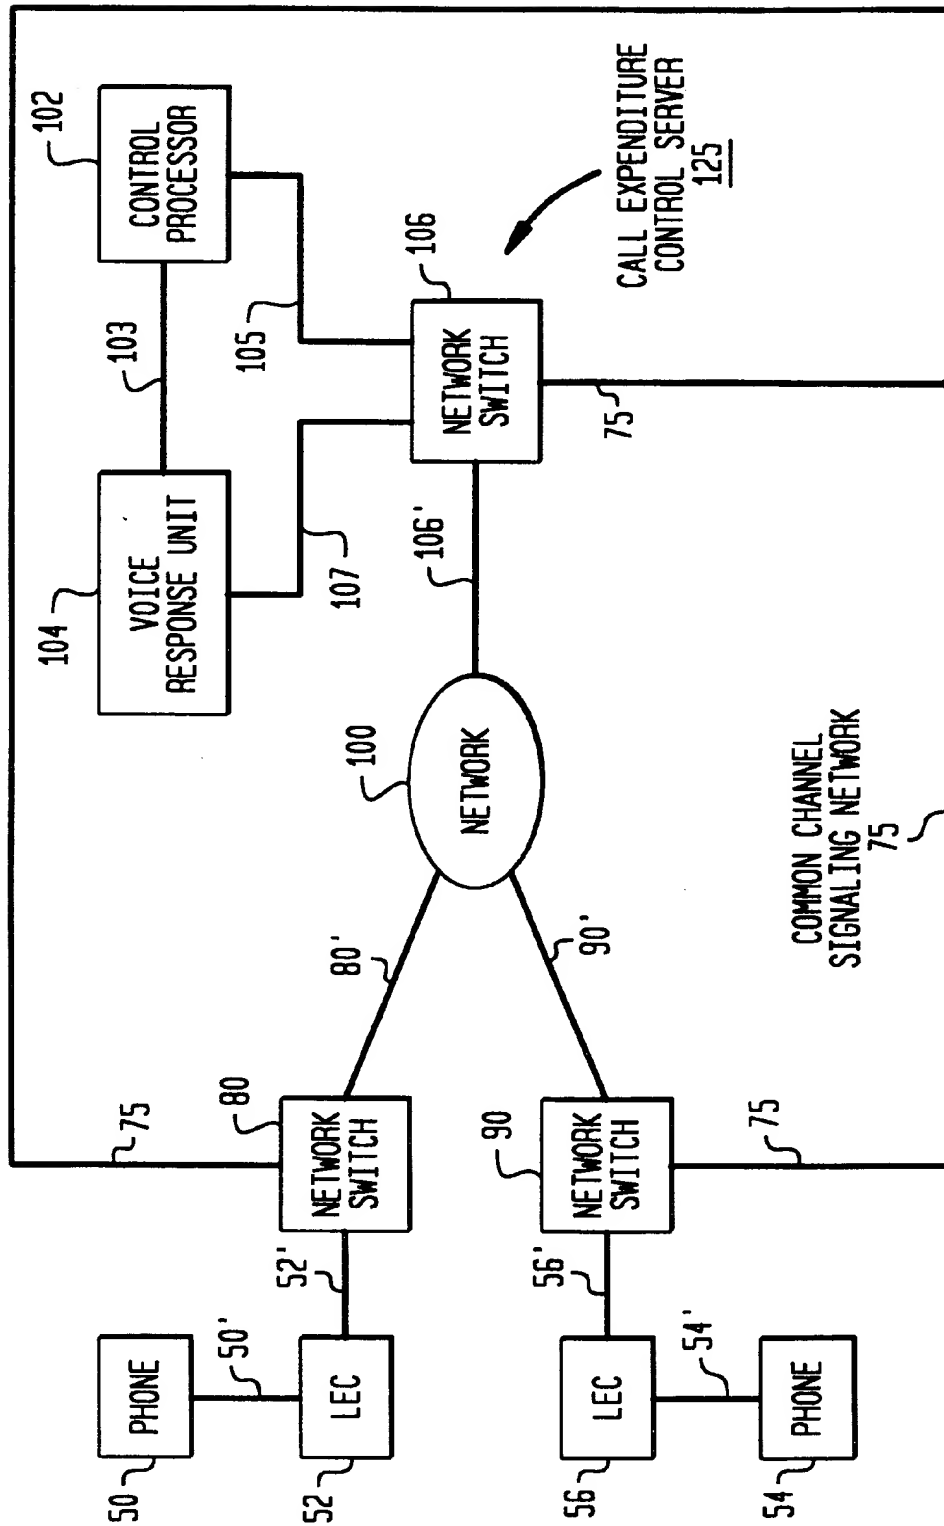 104
102
50
PHONE
75
VOICE
RESPONSE UNIT
103
CONTROL
PROCESSOR
50'
80
105
52
LEC
52'
NETWORK
SWITCH
80'
107
100
106'
106
NETWORK
NETWORK
SWITCH
90
56'
90'
75
CALL EXPENDITURE
CONTROL SERVER
125
56
LEC
NETWORK
SWITCH
54'
75
54
PHONE
COMMON CHANNEL
SIGNALING NETWORK
75